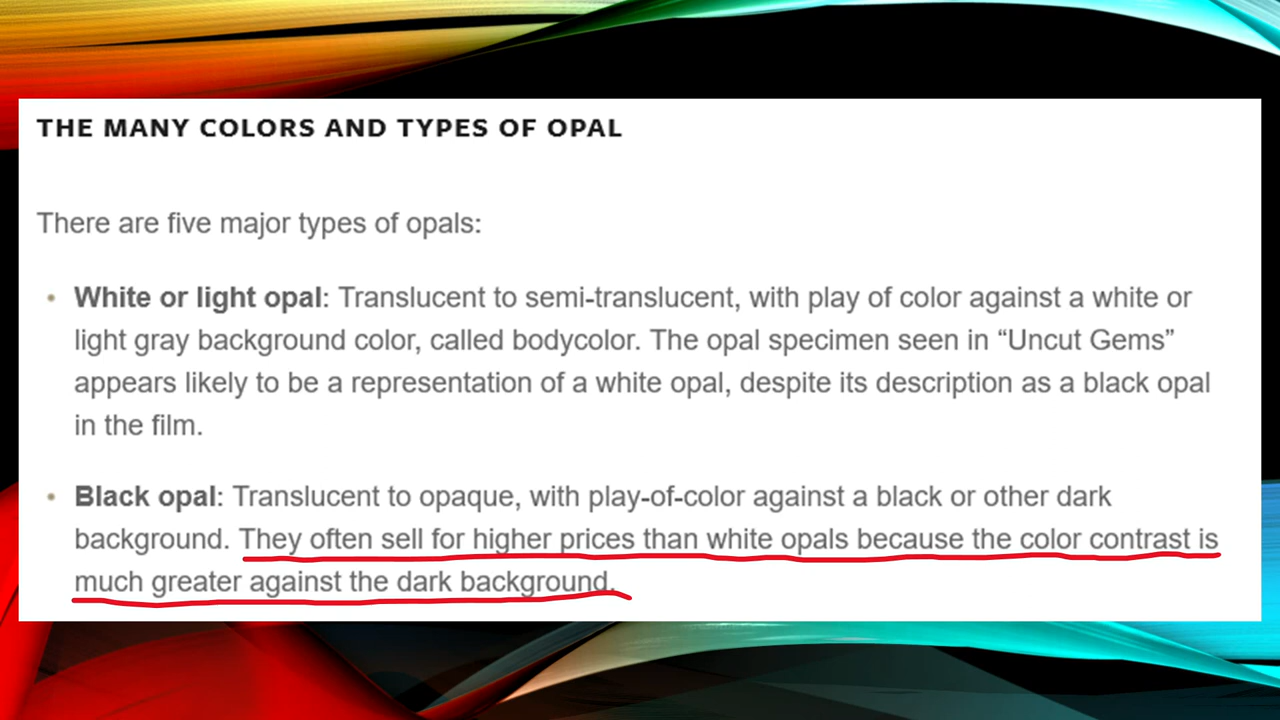 THE MANY COLORS AND TYPES OF OPAL
There are five major types of opals:
• White or light opal: Translucent to semi-translucent, with play of color against a white or
light gray background color, called bodycolor. The opal specimen seen in “Uncut Gems”
appears likely to be a representation of a white opal, despite its description as a black opal
in the film.
• Black opal: Translucent to opaque, with play-of-color against a black or other dark
background. They often sell for higher prices than white opals because the color contrast is
much greater against the dark background.